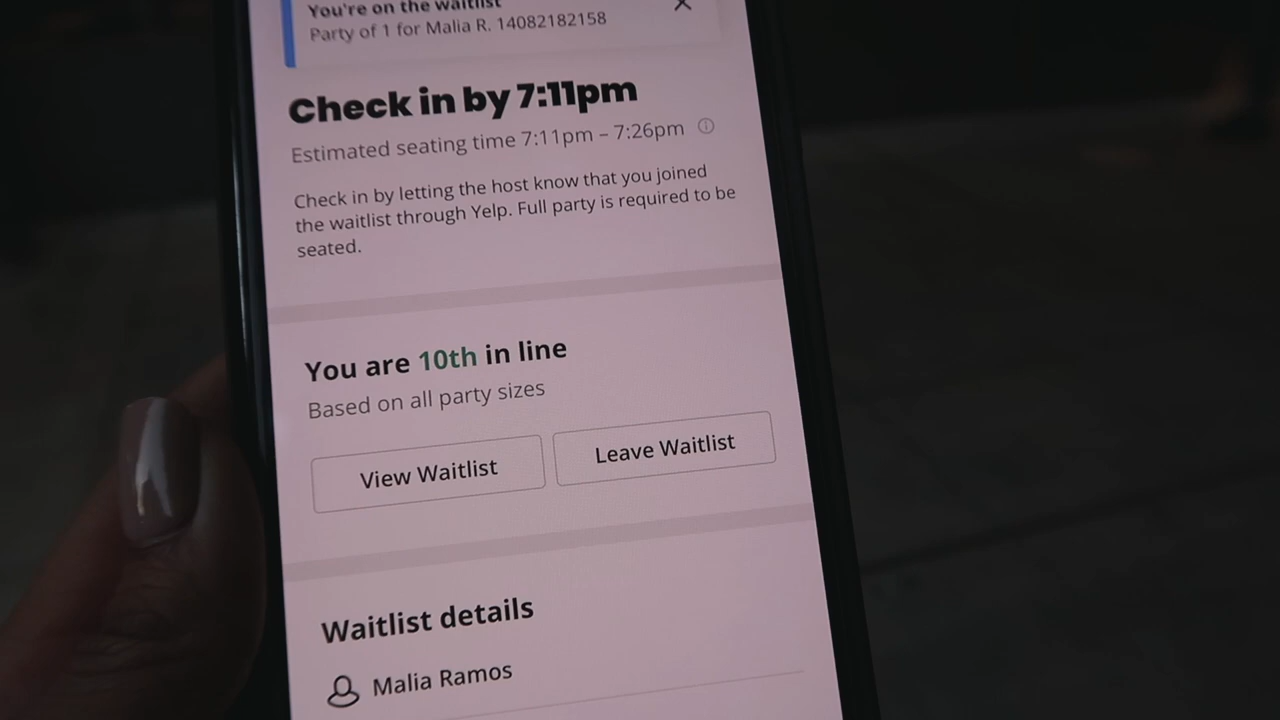 You're on the waitlist
Party of 1 for Malia R. 14082182158
Check in by 7:11pm
Estimated seating time 7:11pm – 7:26pm
Check in by letting the host know that you joined
the waitlist through Yelp. Full party is required to be
seated.
You are 10th in line
Based on all party sizes
View Waitlist
Leave Waitlist
Waitlist details
Malia Ramos